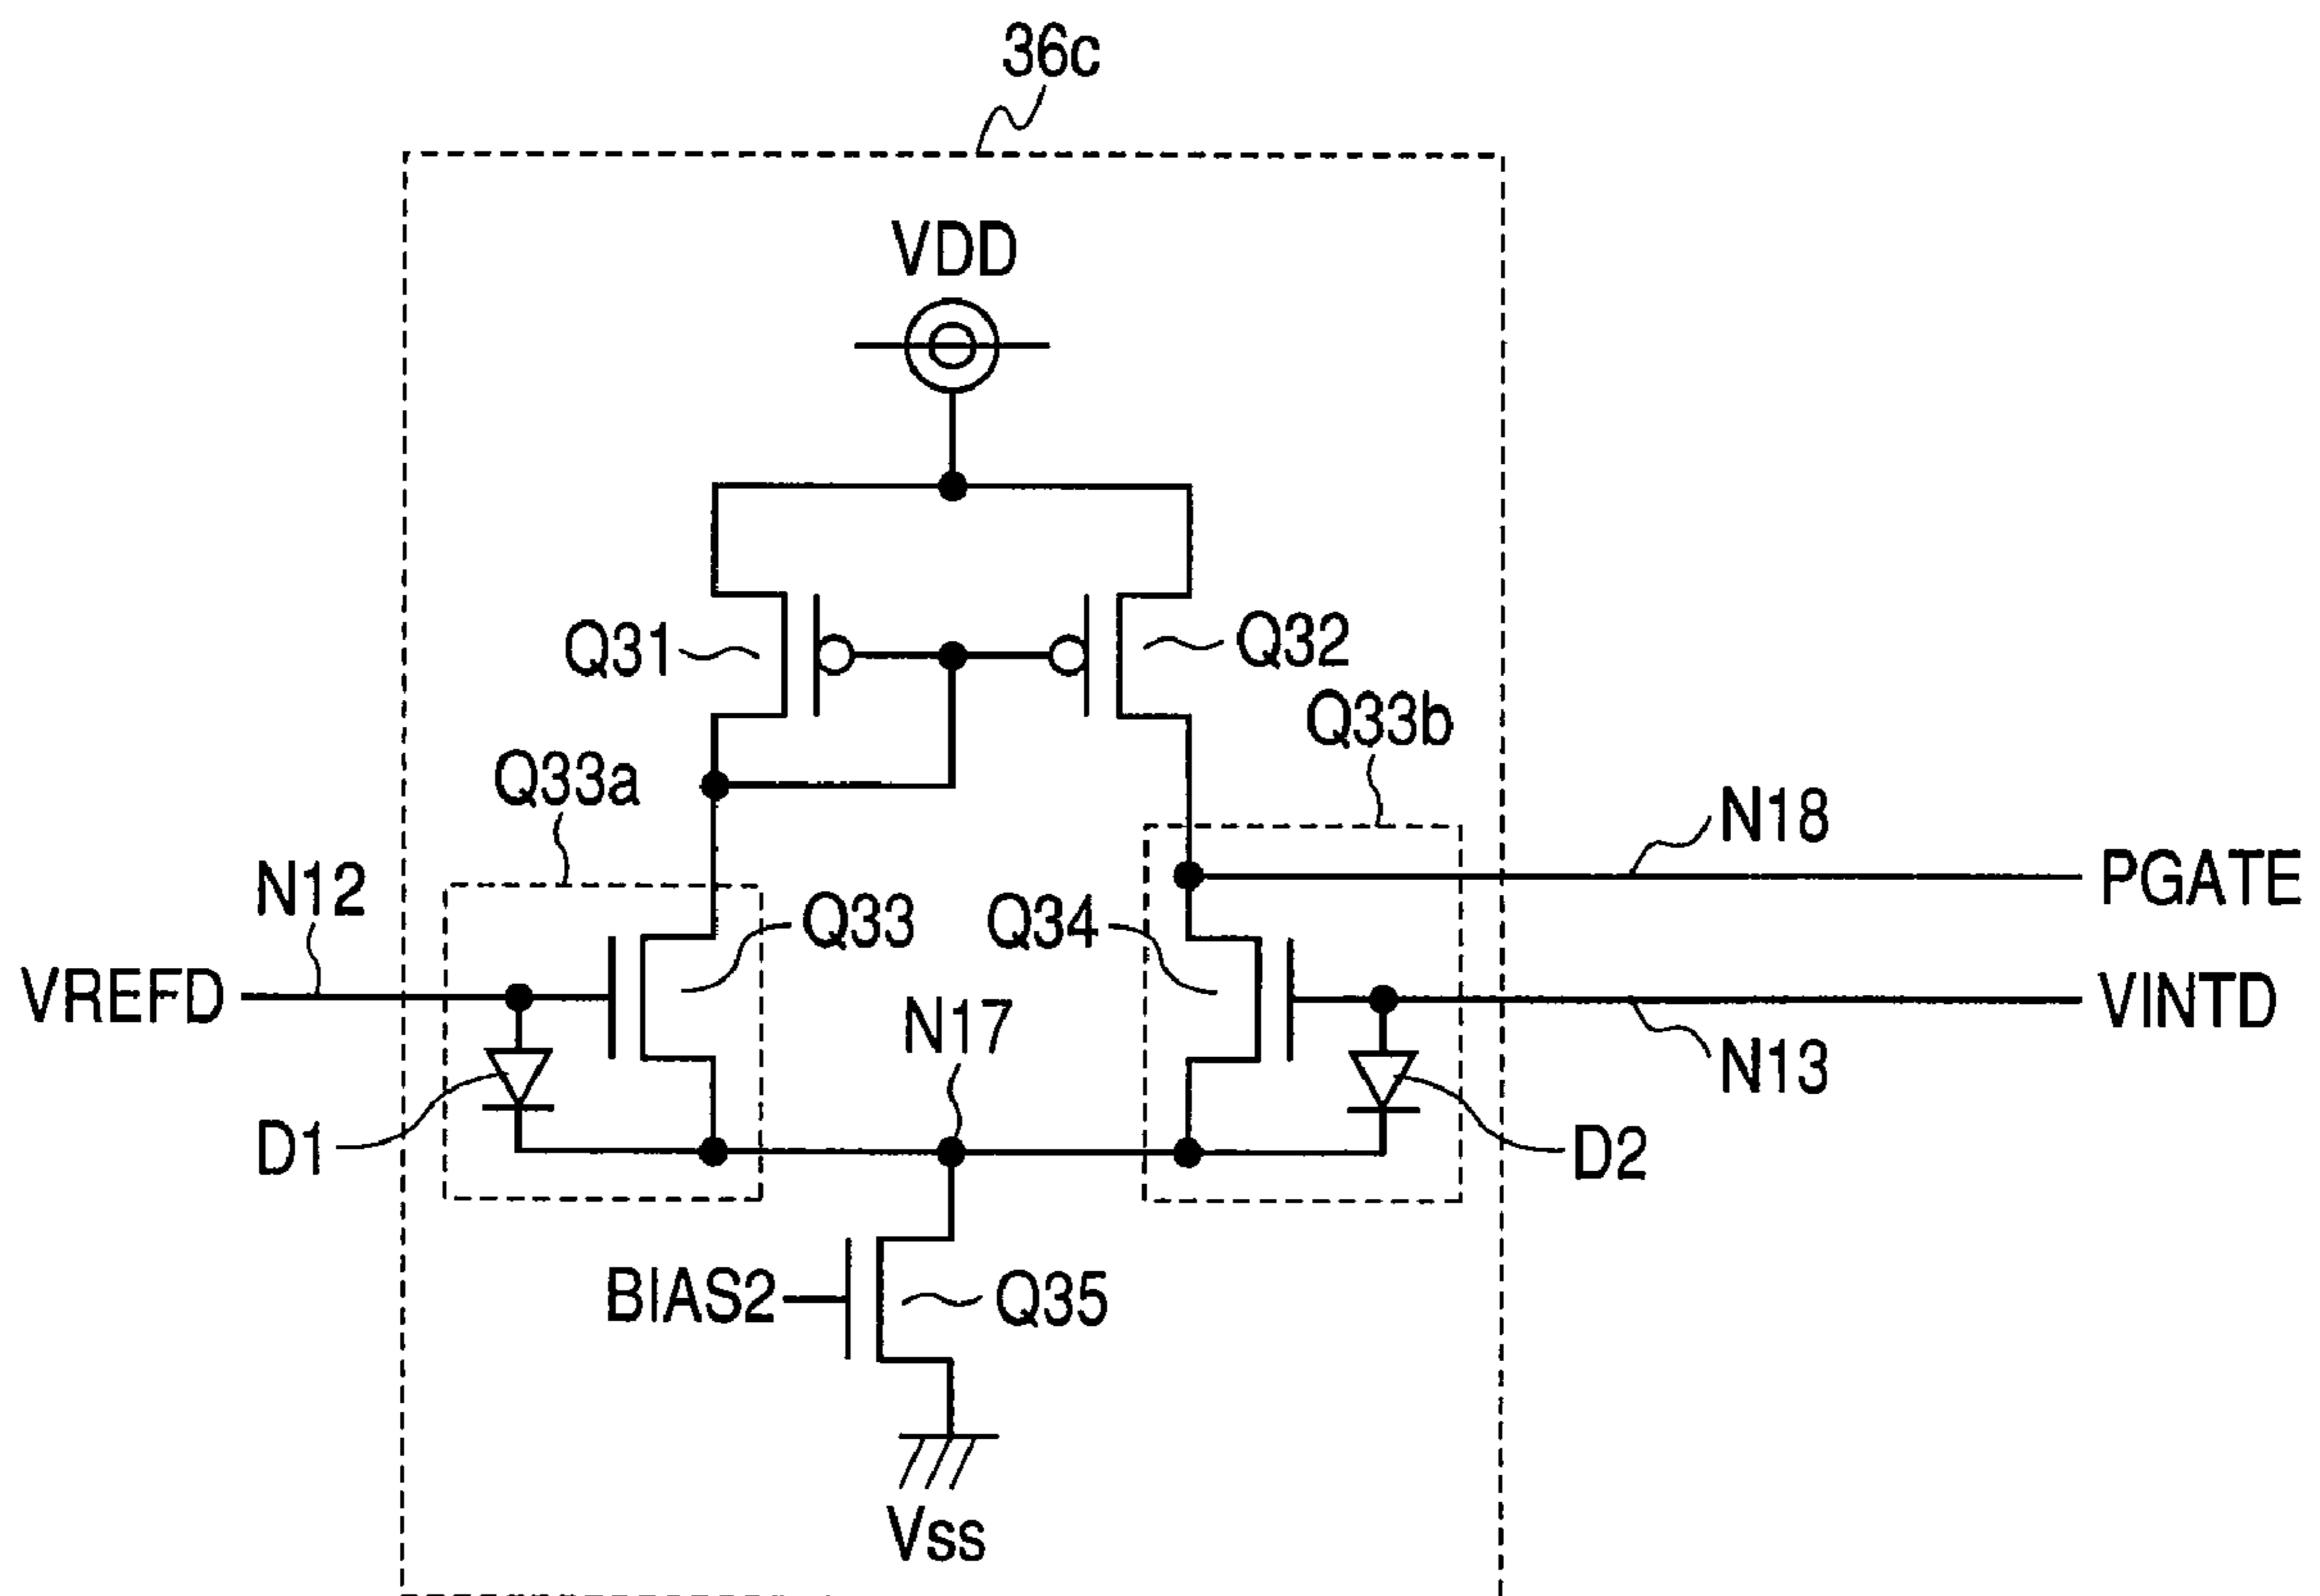 36c
VDD
Q31
Q32
Q33b
Q33a
N18
N12
PGATE
Q33
Q34
VREFD
N17
VINTD
N13
D1
D2
BIAS2
Q35
Vss